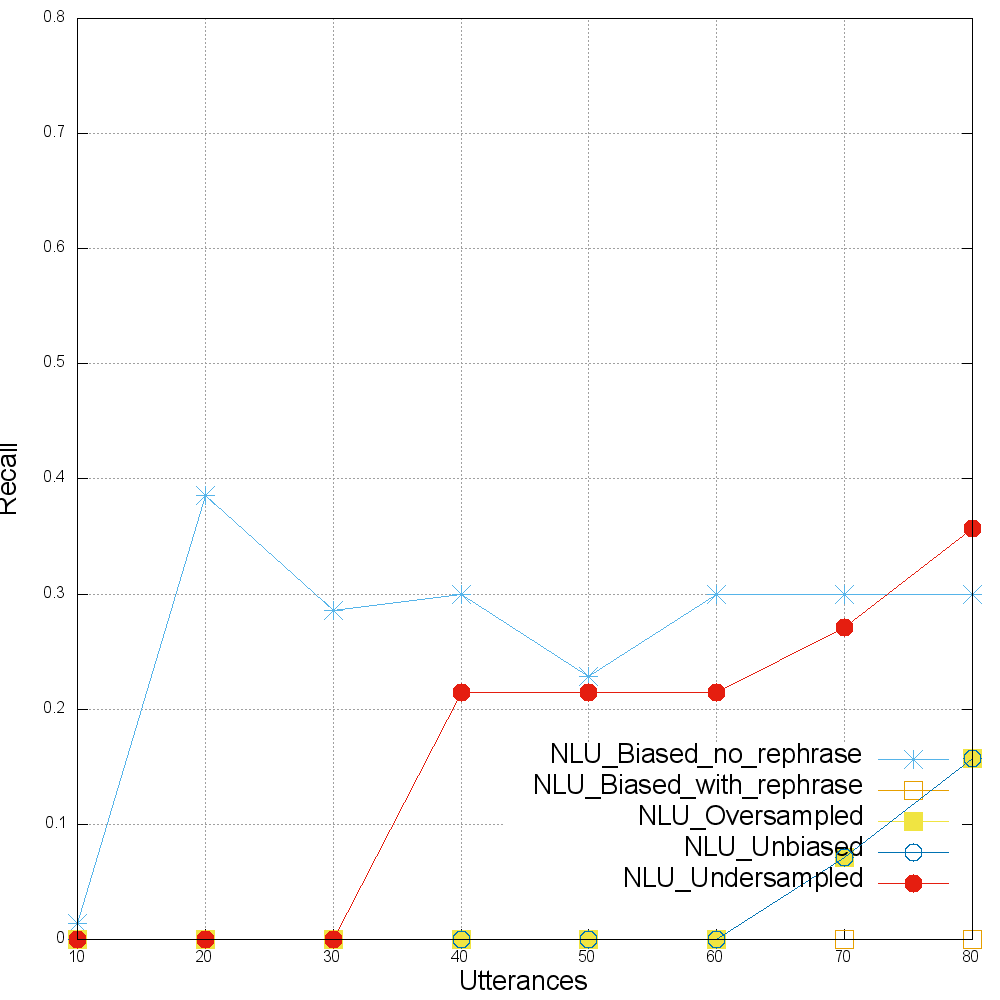 0.8
0.7
0.6
0.5
0.4
0.3
0.2
0.1
0
Recall
NLU_Biased_no_rephrase
NLU_Biased_with_rephrase
NLU_Oversampled
NLU_Unbiased
NLU_Undersampled
10 20 30 40 50 60 70 80
Utterances